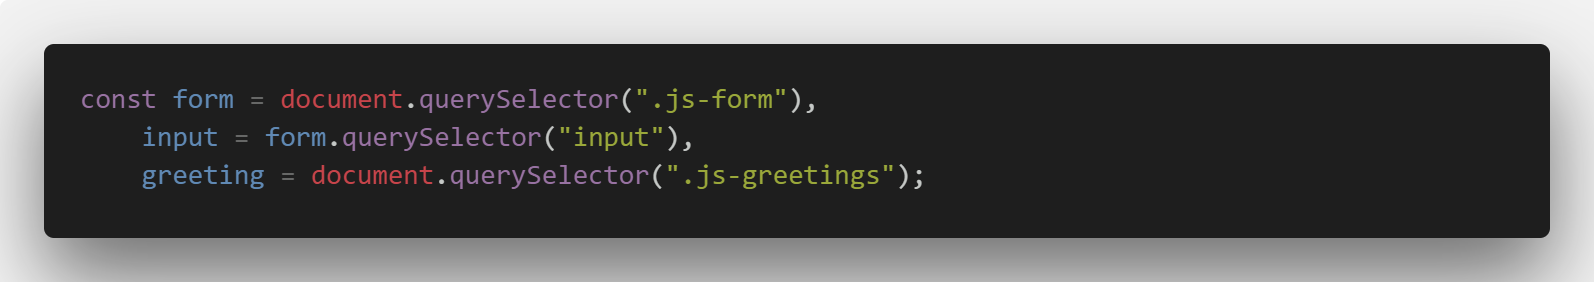 const form = document.querySelector(".js-form"),
    input = form.querySelector("input"),
    greeting = document.querySelector(".js-greetings");